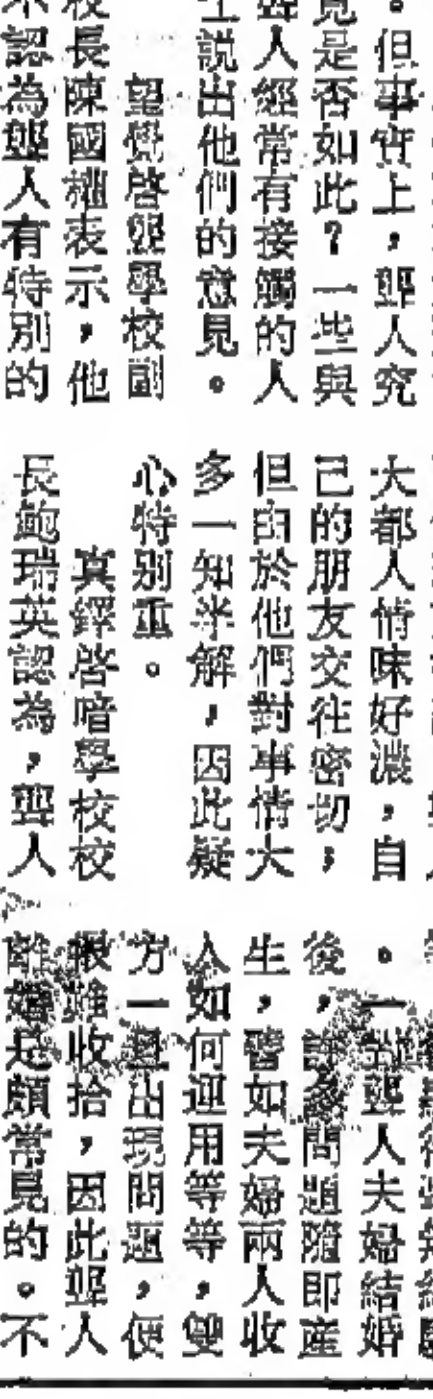 。但事實上，聾人究
竟是否如此？一些與
聾人經常有接觸的人
士説出他們的意見。
望覺啓聾學校副
校長陳國權表示，他
不認為聾人有特別的
大都人情味好濃，自
己的朋友交往密切；
但由於他們對事情大
多一知半解，因此疑
心特別重。
真鐸啓喑學校校
長鮑瑞英認為，聾人
。一對聾人夫婦結婚
後，許多問題隨即產
生，譬如夫婦兩人收
人如何運用等等，雙
方一旦出現問題，便
很難收拾，因此聾人
離婚是頗常見的。不